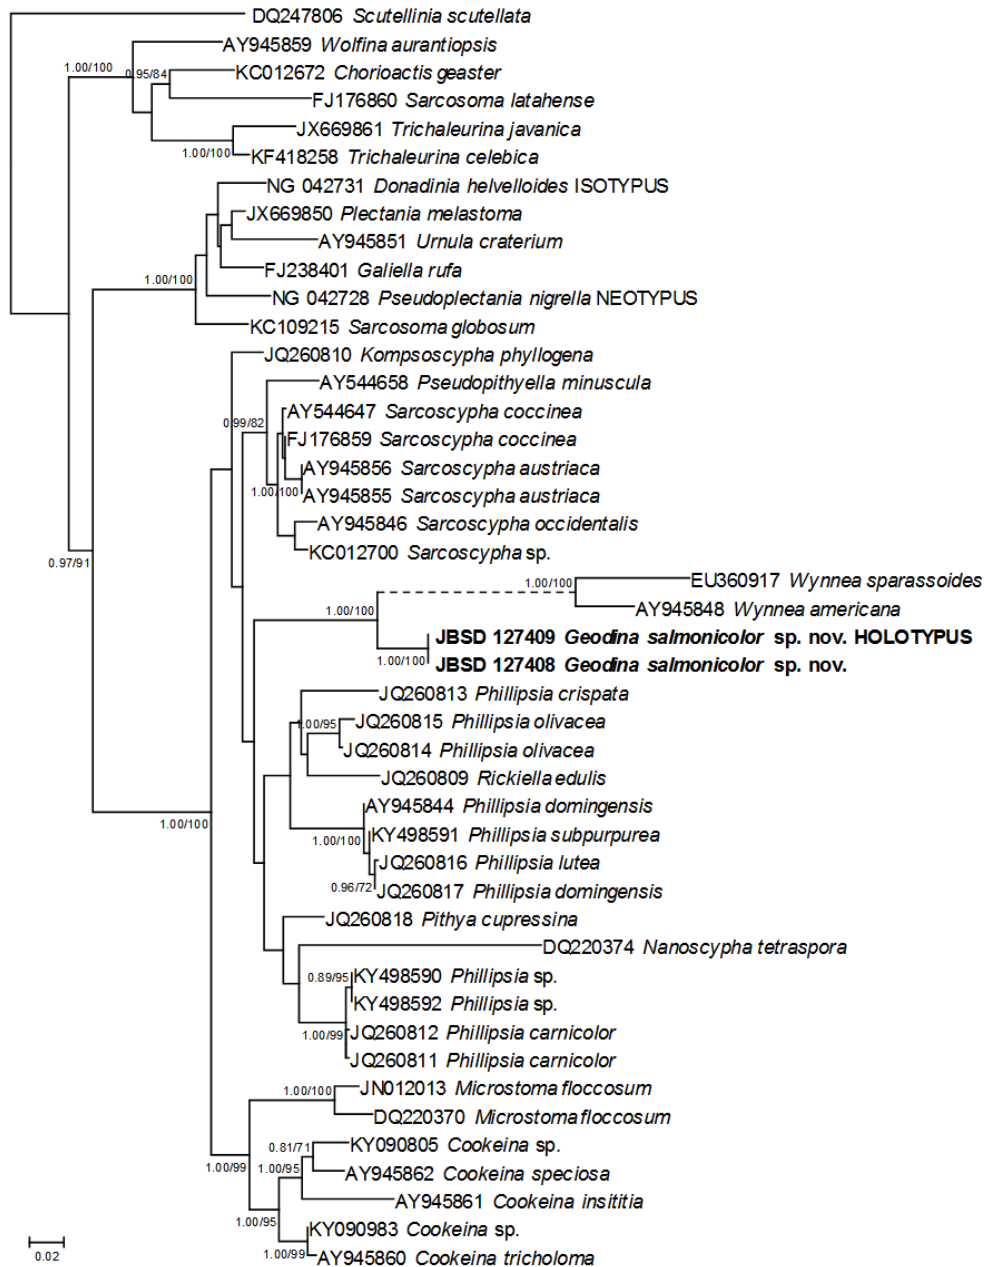 DQ247806 Scutellinia scutellata
AY945859 Wolfina aurantiopsis
1.00/100
0.95/84
KC012672 Chorioactis geaster
FJ176860 Sarcosoma latahense
JX669861 Trichaleurina javanica
1.00/100
KF418258 Trichaleurina celebica
NG 042731 Donadinia helvelloides ISOTYPUS
JX669850 Plectania melastoma
AY945851 Urnula craterium
FJ238401 Galiella rufa
1.00/100
NG 042728 Pseudoplectania nigrella NEOTYPUS
KC109215 Sarcosoma globosum
JQ260810 Kompsoscypha phyllogena
AY544658 Pseudopithyella minuscula
AY544647 Sarcoscypha coccinea
0.99/82
FJ176859 Sarcoscypha coccinea
AY945856 Sarcoscypha austriaca
1.00/100
AY945855 Sarcoscypha austriaca
AY945846 Sarcoscypha occidentalis
KC012700 Sarcoscypha sp.
0.97/91
1.00/100
EU360917 Wynnea sparassoides
AY945848 Wynnea americana
1.00/100
JBSD 127409 Geodina salmonicolor sp. nov. HOLOTYPUS
1.00/100
JBSD 127408 Geodina salmonicolor sp. nov.
JQ260813 Phillipsia crispata
1.00/95
JQ260815 Phillipsia olivacea
JQ260814 Phillipsia olivacea
JQ260809 Rickiella edulis
AY945844 Phillipsia domingensis
1.00/100
1.00/100
KY498591 Phillipsia subpurpurea
JQ260816 Phillipsia lutea
0.96/72
JQ260817 Phillipsia domingensis
JQ260818 Pithya cupressina
DQ220374 Nanoscypha tetraspora
0.89/95
KY498590 Phillipsia sp.
KY498592 Phillipsia sp.
1.00/99
JQ260812 Phillipsia carnicolor
JQ260811 Phillipsia carnicolor
1.00/100
JN012013 Microstoma floccosum
DQ220370 Microstoma floccosum
0.81/71
KY090805 Cookeina sp.
1.00/99
1.00/95
AY945862 Cookeina speciosa
AY945861 Cookeina insititia
1.00/95
KY090983 Cookeina sp.
1.00/99
AY945860 Cookeina tricholoma
0.02